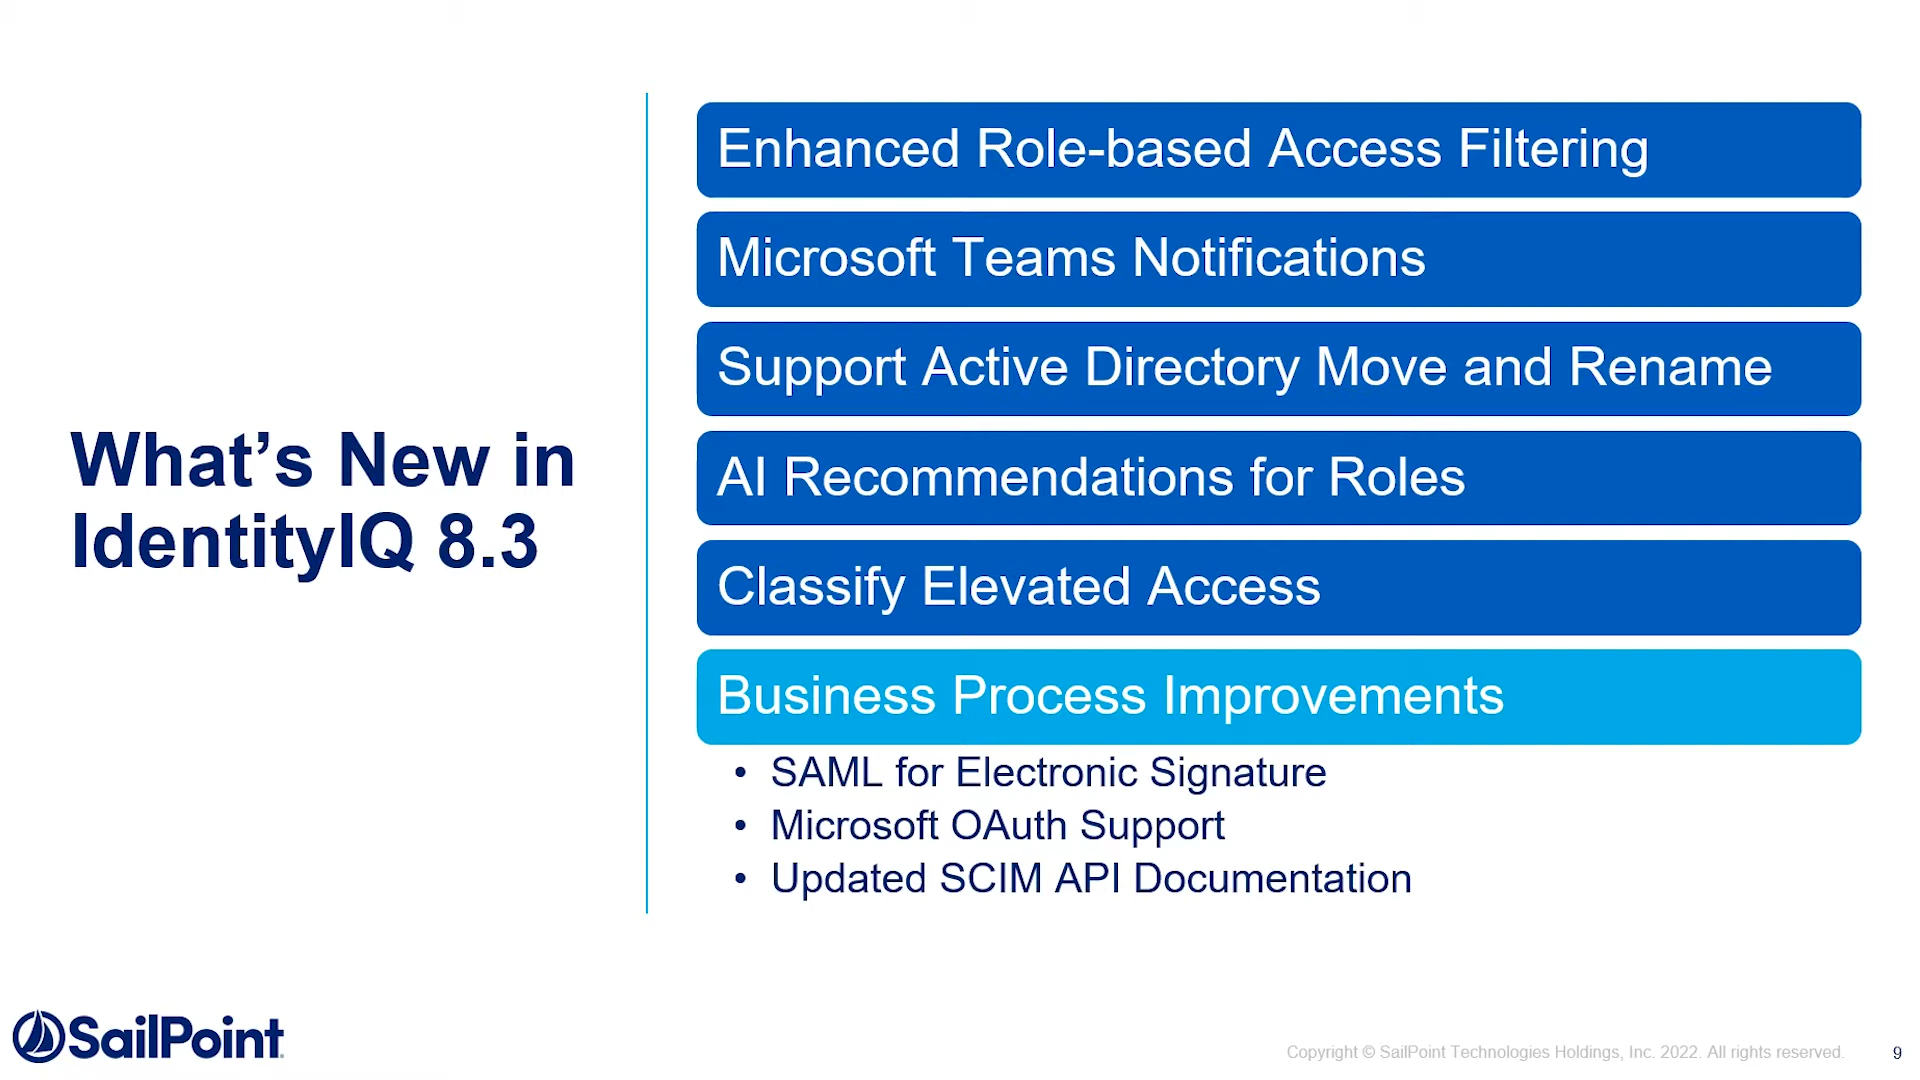 What's New in
IdentityIQ 8.3
Enhanced Role-based Access Filtering
Microsoft Teams Notifications
Support Active Directory Move and Rename
AI Recommendations for Roles
Classify Elevated Access
Business Process Improvements
• SAML for Electronic Signature
• Microsoft OAuth Support
• Updated SCIM API Documentation
SailPoint
Copyright © SailPoint Technologies Holdings, Inc. 2022. All rights reserved.
9